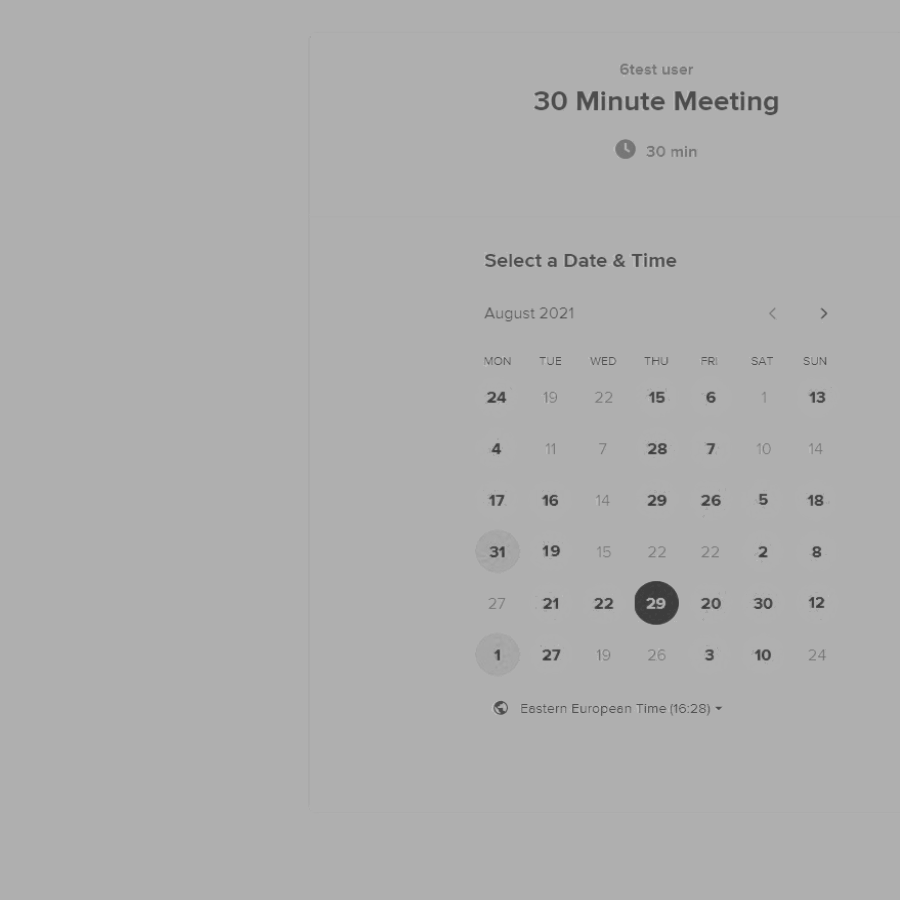 6test user
30 Minute Meeting
30 min
Select a Date & Time
August 2021
MON TUE WED THU FRI SAT SUN
24 19 22 15 6 1 13
4 11 7 28 7 10 14
17 16 14 29 26 5 18
31 19 15 22 22 2 8
27 21 22 29 20 30 12
1 27 19 26 3 10 24
Eastern European Time (16:28)